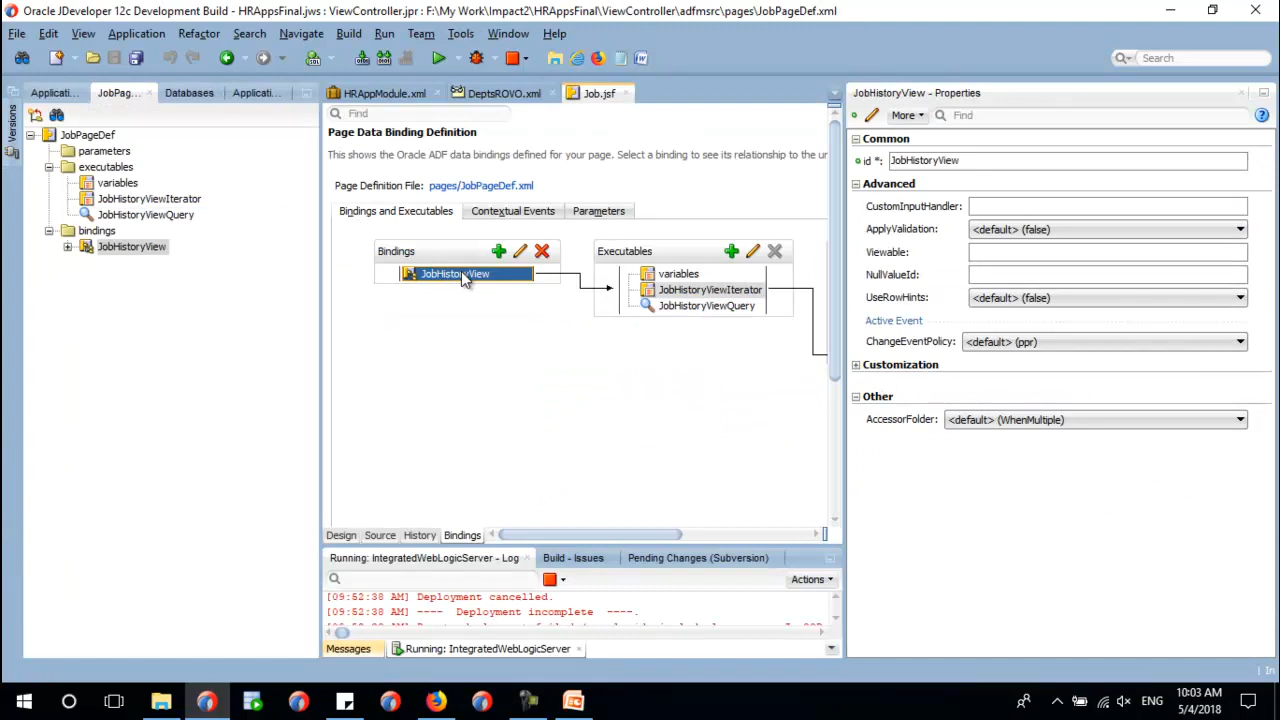 Oracle JDeveloper 12c Development Build - HRAppsFinal.jws : ViewController.jpr : F:\My Work\Impact2\HRAppsFinal\ViewController\adfmsrc\pages\JobPageDef.xml
File Edit View Application Refactor Search Navigate Build Run Team Tools Window Help
Search
Applicati... JobPag... Databases Applicati...
HRAppModule.xml DeptsROVO.xml Job.jsf
JobHistoryView - Properties
Versions
Find
More Find
JobPageDef
parameters
executables
variables
JobHistoryViewIterator
JobHistoryViewQuery
bindings
JobHistoryView
Page Data Binding Definition
This shows the Oracle ADF data bindings defined for your page. Select a binding to see its relationship to the ur
Page Definition File: pages/JobPageDef.xml
Bindings and Executables Contextual Events Parameters
Bindings
JobHistoryView
Executables
variables
JobHistoryViewIterator
JobHistoryViewQuery
Design Source History Bindings
Common
id *: JobHistoryView
Advanced
CustomInputHandler:
ApplyValidation: <default> (false)
Viewable:
NullValueId:
UseRowHints: <default> (false)
Active Event
ChangeEventPolicy: <default> (ppr)
Customization
Other
AccessorFolder: <default> (WhenMultiple)
Running: IntegratedWebLogicServer - Log Build - Issues Pending Changes (Subversion)
Actions
[09:52:38 AM] Deployment cancelled.
[09:52:38 AM] ---- Deployment incomplete ----.
Messages Running: IntegratedWebLogicServer
ENG
10:03 AM
5/4/2018